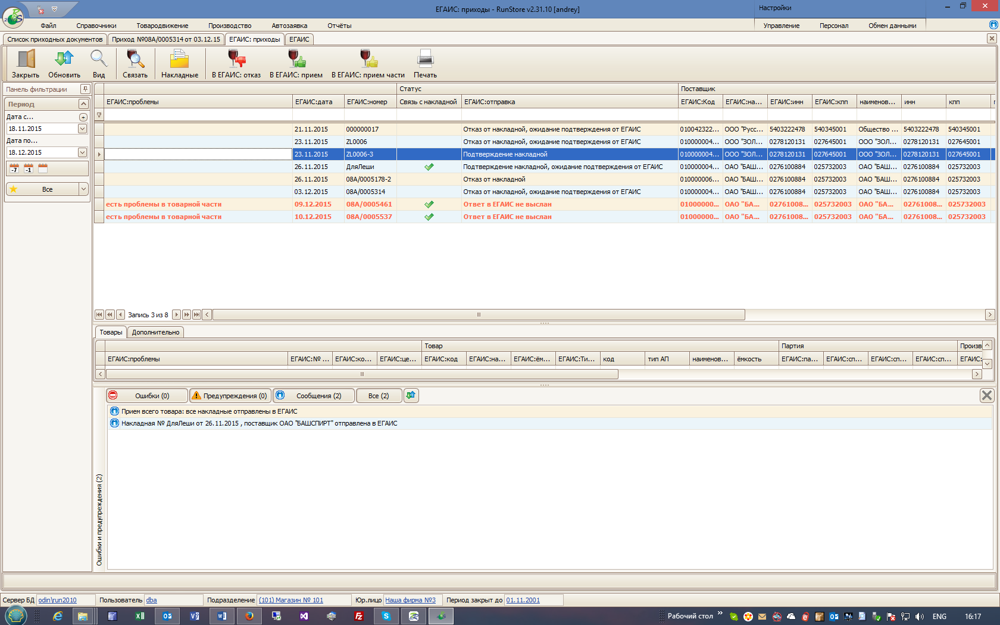 ЕГАИС: приходы - RunStore v2.31.10 [andrey]
Настройки
Файл Справочники Товародвижение Производство Автозаявка Отчёты Управление Персонал Обмен данными
Список приходных документов Приход №08А/0005314 от 03.12.15 ЕГАИС: приходы ЕГАИС
Закрыть Обновить Вид Связать Накладные В ЕГАИС: отказ В ЕГАИС: прием В ЕГАИС: прием части Печать
Панель фильтрации
Период
Дата с...
18.11.2015
Дата по...
18.12.2015
-7 -1
Все
Статус Поставщик
ЕГАИС:проблемы ЕГАИС:дата ЕГАИС:номер Связь с накладной ЕГАИС:отправка ЕГАИС:Код ЕГАИС:на... ЕГАИС:инн ЕГАИС:кпп наименов... инн кпп
21.11.2015 000000017 Отказ от накладной, ожидание подтверждения от ЕГАИС 010042322... ООО "Русс... 5403222478 540345001 Общество ... 5403222478 540345001
23.11.2015 ZL0006 Отказ от накладной, ожидание подтверждения от ЕГАИС 010000004... ООО "ЗОЛ... 0278120131 027645001 ООО "ЗОЛ... 0278120131 027645001
23.11.2015 ZL0006-3 Подтверждение накладной 010000004... ООО "ЗОЛ... 0278120131 027645001 ООО "ЗОЛ... 0278120131 027645001
26.11.2015 ДляЛеши Подтверждение накладной, ожидание подтверждения от ЕГАИС 010000004... ОАО "БАШ... 0276100884 025732003 ОАО "БАШ... 0276100884 025732003
26.11.2015 08А/0005178-2 Отказ от накладной 010000006... ОАО "БАШ... 0276100884 025732003 ОАО "БАШ... 0276100884 025732003
03.12.2015 08А/0005314 Отказ от накладной, ожидание подтверждения от ЕГАИС 010000004... ОАО "БАШ... 0276100884 025732003 ОАО "БАШ... 0276100884 025732003
есть проблемы в товарной части 09.12.2015 08А/0005461 Ответ в ЕГАИС не выслан 01000000... ОАО "БА... 02761008... 025732003 ОАО "БА... 02761008... 025732003
есть проблемы в товарной части 10.12.2015 08А/0005537 Ответ в ЕГАИС не выслан 01000000... ОАО "БА... 02761008... 025732003 ОАО "БА... 02761008... 025732003
Запись 3 из 8
Товары Дополнительно
Товар Партия Произв
ЕГАИС:проблемы ЕГАИС:№ ... ЕГАИС:ко... ЕГАИС:це... ЕГАИС:код ЕГАИС:на... ЕГАИС:ём... ЕГАИС:Ти... код тип АП наименов... ёмкость ЕГАИС:па... ЕГАИС:сп... ЕГАИС:сп... ЕГАИС:сп... ЕГАИС:
Ошибки (0) Предупреждения (0) Сообщения (2) Все (2)
Прием всего товара: все накладные отправлены в ЕГАИС
Накладная № ДляЛеши от 26.11.2015 , поставщик ОАО "БАШСПИРТ" отправлена в ЕГАИС
Ошибки и предупреждения (2)
Сервер БД odin\run2010 Пользователь dba Подразделение (101) Магазин № 101 Юр.лицо Наша фирма №3 Период закрыт до 01.11.2001
Рабочий стол » ENG 16:17